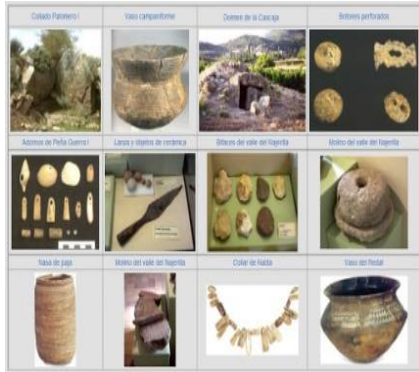 Collado Palomero I
Vaso campaniforme
Dolmen de la Cascaja
Botones perforados
Adornos de Peña Guerra I
Lanza y objetos de cerámica
Bifaces del valle del Najerilla
Molino del valle del Najerilla
Nasa de paja
Molino del valle del Najerilla
Collar de Nalda
Vaso del Redal